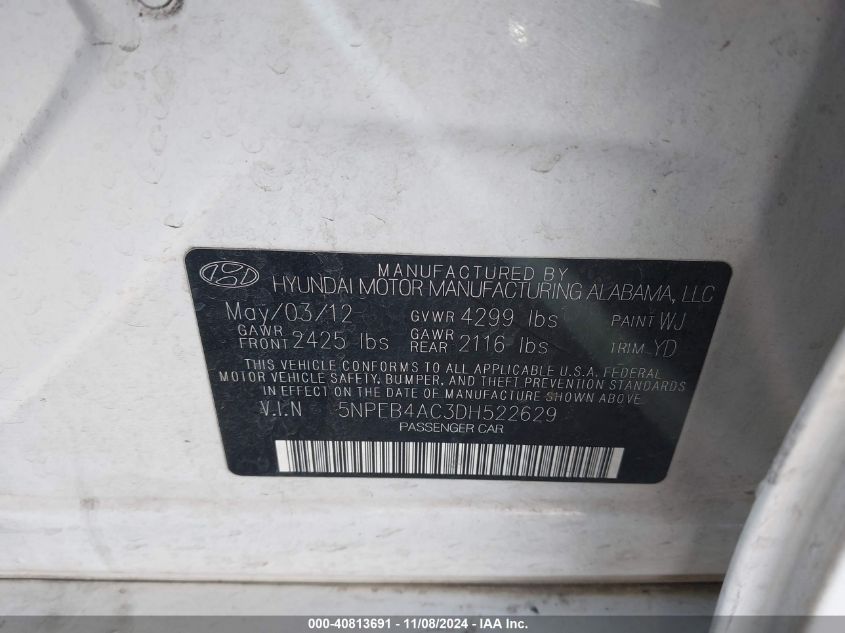 MANUFACTURED BY
HYUNDAI MOTOR MANUFACTURING ALABAMA, LLC
May/03/12 GVWR 4299 lbs PAINT WJ
GAWR FRONT 2425 lbs GAWR REAR 2116 lbs TRIM YD
THIS VEHICLE CONFORMS TO ALL APPLICABLE U.S.A. FEDERAL
MOTOR VEHICLE SAFETY, BUMPER, AND THEFT PREVENTION STANDARDS
IN EFFECT ON THE DATE OF MANUFACTURE SHOWN ABOVE
V.I.N 5NPEB4AC3DH522629
PASSENGER CAR
000-40813691 - 11/08/2024 - IAA Inc.